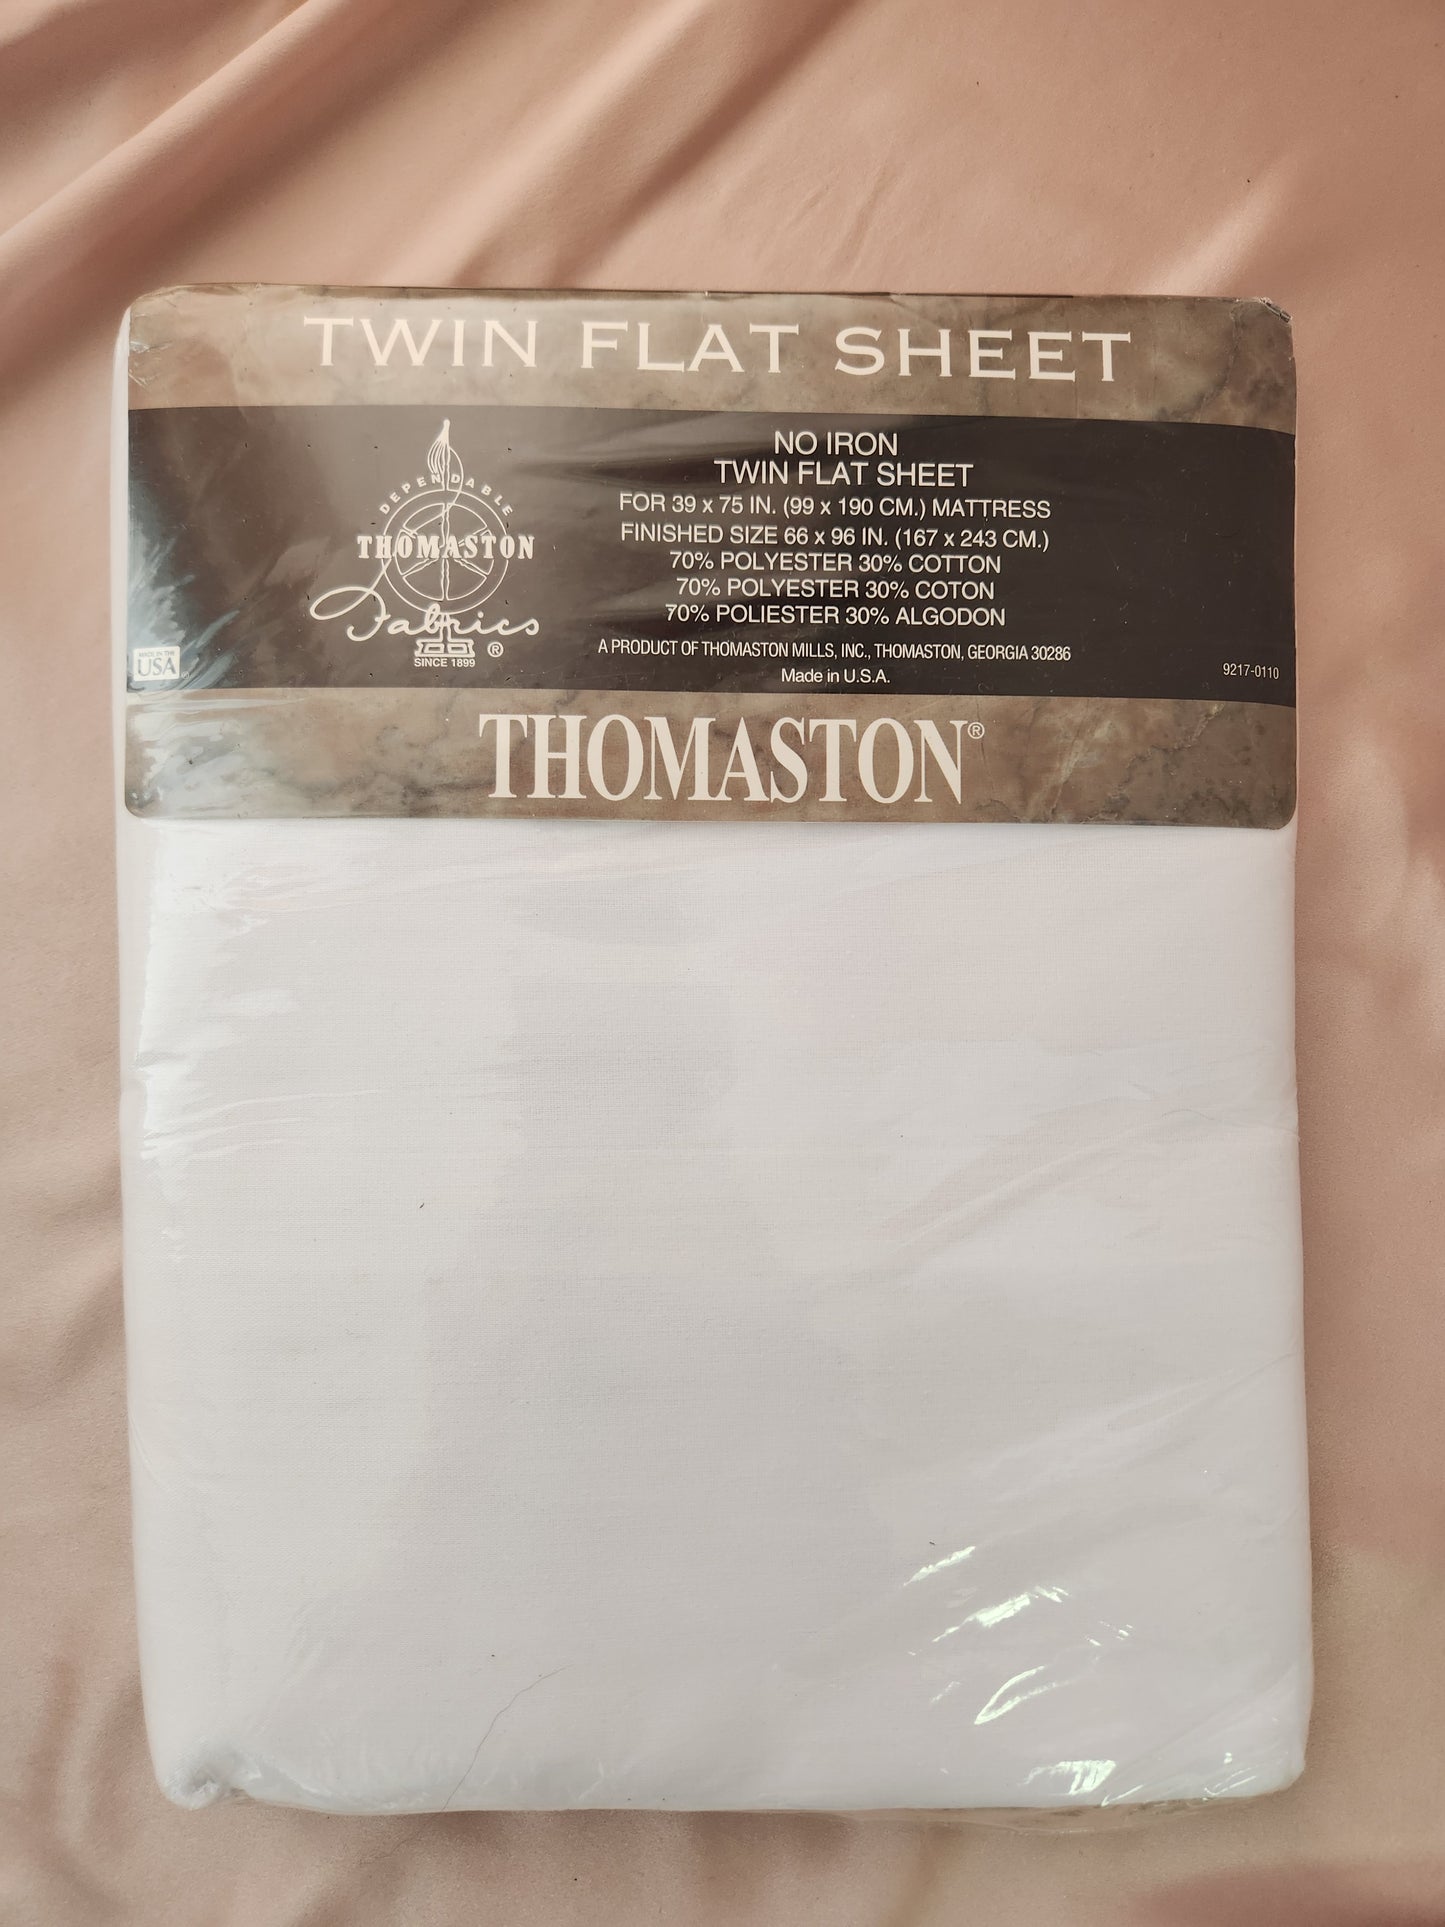 TWIN FLAT SHEET
DEPENDABLE
THOMASTON
Fabrics ®
SINCE 1899
MADE IN THE
USA
NO IRON
TWIN FLAT SHEET
FOR 39 x 75 IN. (99 x 190 CM.) MATTRESS
FINISHED SIZE 66 x 96 IN. (167 x 243 CM.)
70% POLYESTER 30% COTTON
70% POLYESTER 30% COTON
70% POLIESTER 30% ALGODON
A PRODUCT OF THOMASTON MILLS, INC., THOMASTON, GEORGIA 30286
Made in U.S.A.
9217-0110
THOMASTON®